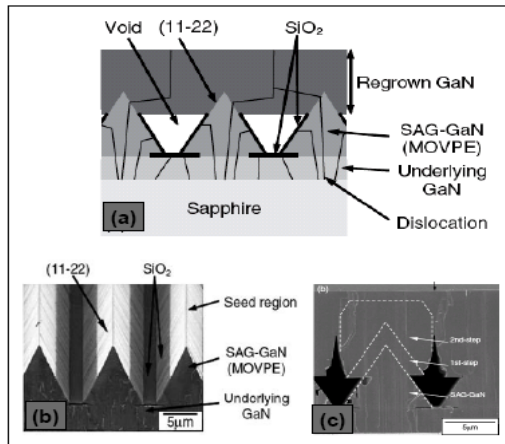 Void
(11-22)
SiO₂
Regrown GaN
SAG-GaN
(MOVPE)
Underlying
GaN
Sapphire
Dislocation
(a)
(11-22)
SiO₂
Seed region
SAG-GaN
(MOVPE)
Underlying
GaN
5μm
(b)
(b)
2nd-step
1st-step
SAG-GaN
5μm
(c)